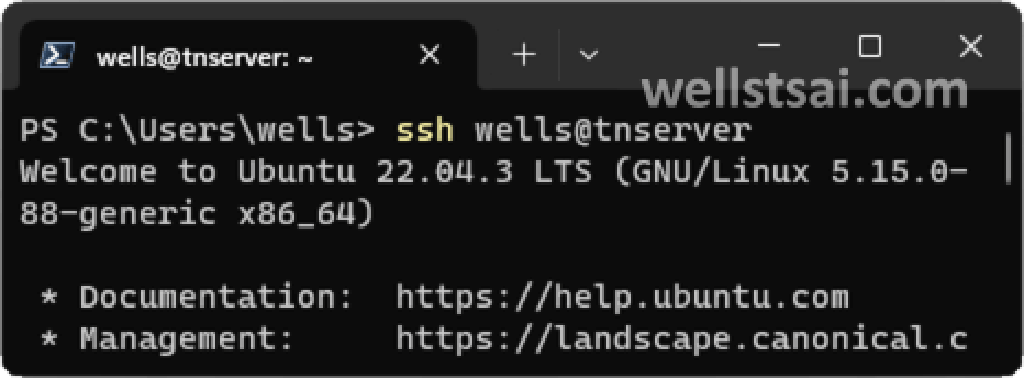 wells@tnserver: ~
wellstsai.com
PS C:\Users\wells> ssh wells@tnserver
Welcome to Ubuntu 22.04.3 LTS (GNU/Linux 5.15.0-
88-generic x86_64)
* Documentation:  https://help.ubuntu.com
* Management:     https://landscape.canonical.c